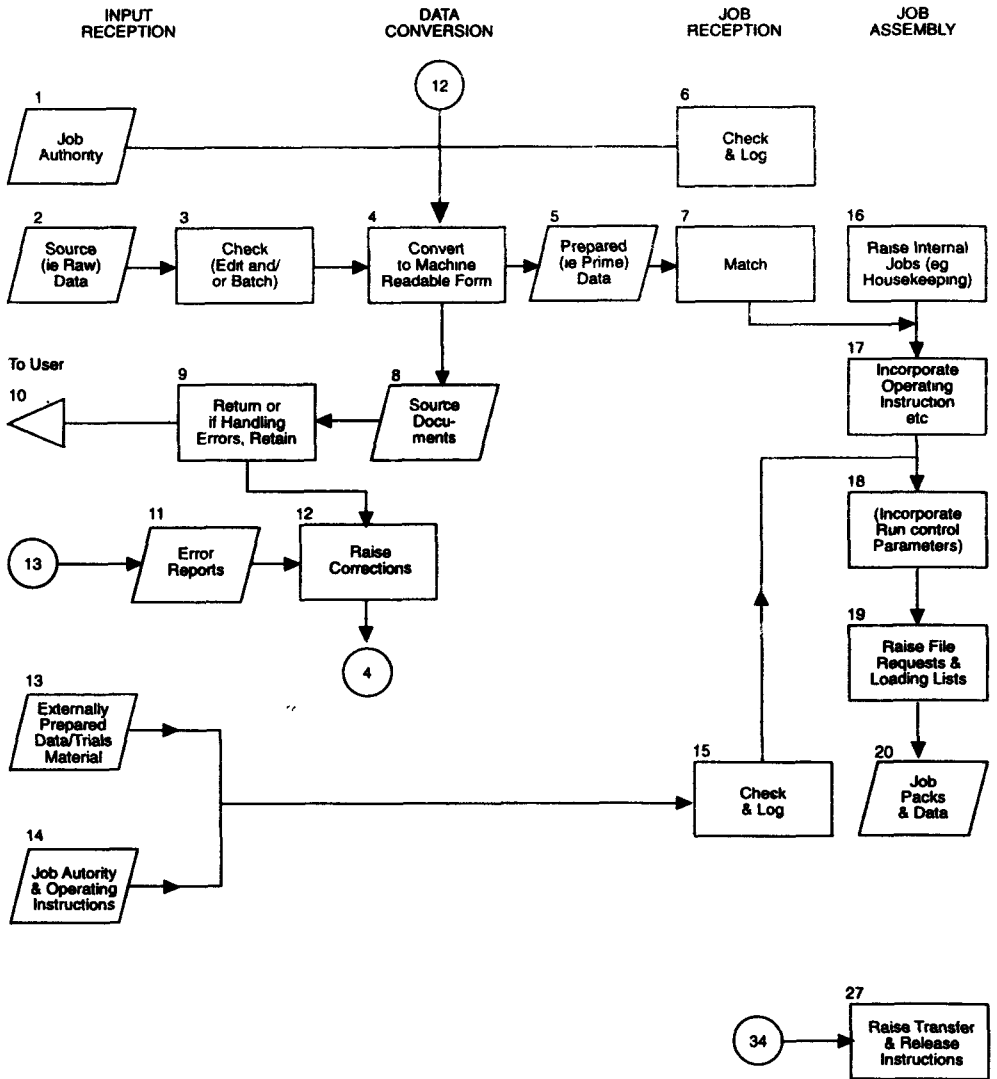 INPUT
RECEPTION
DATA
CONVERSION
JOB
RECEPTION
JOB
ASSEMBLY
12
1
Job
Authority
6
Check
& Log
2
Source
(ie Raw)
Data
3
Check
(Edit and/
or Batch)
4
Convert
to Machine
Readable Form
5
Prepared
(ie Prime)
Data
7
Match
16
Raise Internal
Jobs (eg
Housekeeping)
To User
10
9
Return or
if Handling
Errors, Retain
8
Source
Docu-
ments
17
Incorporate
Operating
Instruction
etc
18
(Incorporate
Run control
Parameters)
13
11
Error
Reports
12
Raise
Corrections
4
19
Raise File
Requests &
Loading Lists
13
Externally
Prepared
Data/Trials
Material
15
Check
& Log
20
Job
Packs
& Data
14
Job Autority
& Operating
Instructions
34
27
Raise Transfer
& Release
Instructions